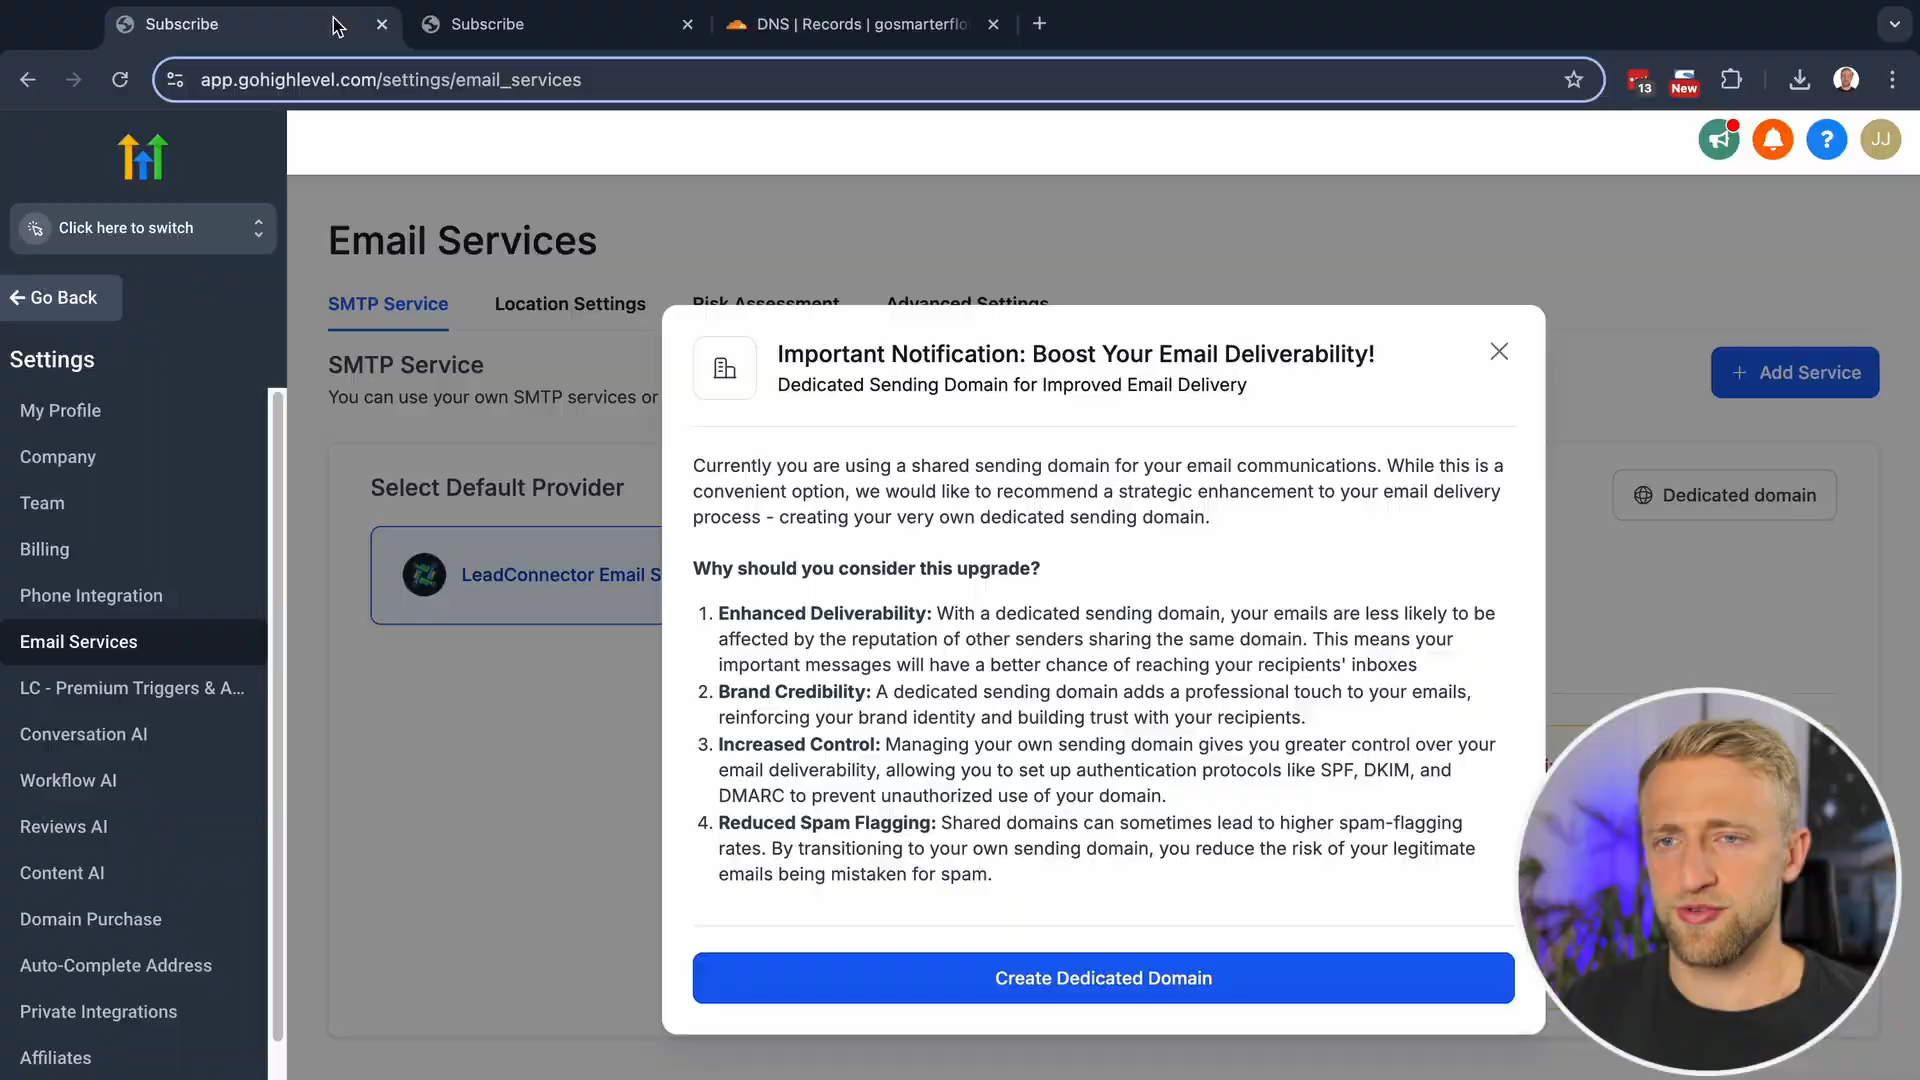 Subscribe
Subscribe
DNS | Records | gosmarterflo
app.gohighlevel.com/settings/email_services
13
New
JJ
Click here to switch
Go Back
Settings
My Profile
Company
Team
Billing
Phone Integration
Email Services
LC - Premium Triggers & A...
Conversation AI
Workflow AI
Reviews AI
Content AI
Domain Purchase
Auto-Complete Address
Private Integrations
Affiliates
Email Services
SMTP Service
Location Settings
Risk Assessment
Advanced Settings
SMTP Service
You can use your own SMTP services or
Add Service
Select Default Provider
Dedicated domain
LeadConnector Email S
Important Notification: Boost Your Email Deliverability!
Dedicated Sending Domain for Improved Email Delivery
Currently you are using a shared sending domain for your email communications. While this is a
convenient option, we would like to recommend a strategic enhancement to your email delivery
process - creating your very own dedicated sending domain.
Why should you consider this upgrade?
1. Enhanced Deliverability: With a dedicated sending domain, your emails are less likely to be
affected by the reputation of other senders sharing the same domain. This means your
important messages will have a better chance of reaching your recipients' inboxes
2. Brand Credibility: A dedicated sending domain adds a professional touch to your emails,
reinforcing your brand identity and building trust with your recipients.
3. Increased Control: Managing your own sending domain gives you greater control over your
email deliverability, allowing you to set up authentication protocols like SPF, DKIM, and
DMARC to prevent unauthorized use of your domain.
4. Reduced Spam Flagging: Shared domains can sometimes lead to higher spam-flagging
rates. By transitioning to your own sending domain, you reduce the risk of your legitimate
emails being mistaken for spam.
Create Dedicated Domain